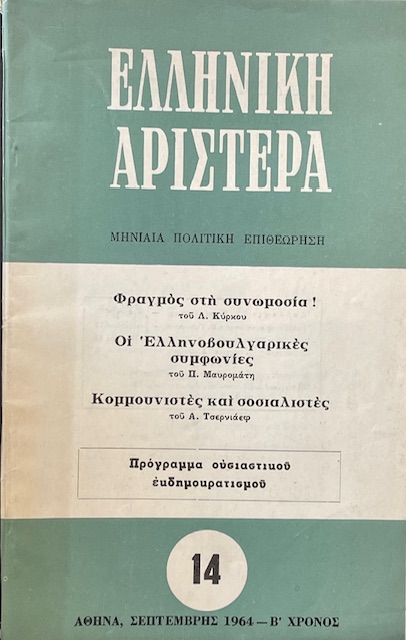 ΕΛΛΗΝΙΚΗ
ΑΡΙΣΤΕΡΑ
ΜΗΝΙΑΙΑ ΠΟΛΙΤΙΚΗ ΕΠΙΘΕΩΡΗΣΗ
Φραγμὸς στὴ συνωμοσία !
τοῦ Λ. Κύρκου
Οἱ Ἑλληνοβουλγαρικὲς
συμφωνίες
τοῦ Π. Μαυρομάτη
Κομμουνιστὲς καὶ σοσιαλιστὲς
τοῦ Α. Τσερνιάεφ
Πρόγραμμα οὐσιαστικοῦ
ἐκδημοκρατισμοῦ
14
ΑΘΗΝΑ, ΣΕΠΤΕΜΒΡΗΣ 1964 — Β' ΧΡΟΝΟΣ